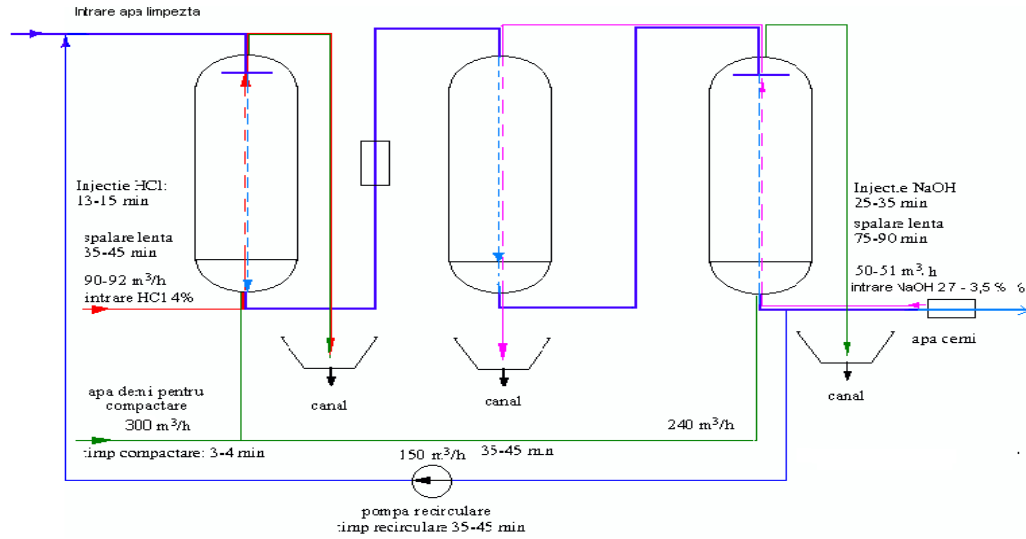 Intrare apa limpezta
Injectie HCl:
13-15 min
spalare lenta
35-45 min
90-92 m³/h
intrare HCl 4%
Injectie NaOH
25-35 min
spalare lenta
75-90 min
50-51 m³. h
intrare NaOH 27 - 3,5 % %
apa cemi
canal
canal
canal
apa demi pentru
compactare
300 m³/h
240 m³/h
timp compactare: 3-4 min
35-45 min
150 m³/h
pompa recirculare
timp recirculare 35-45 min